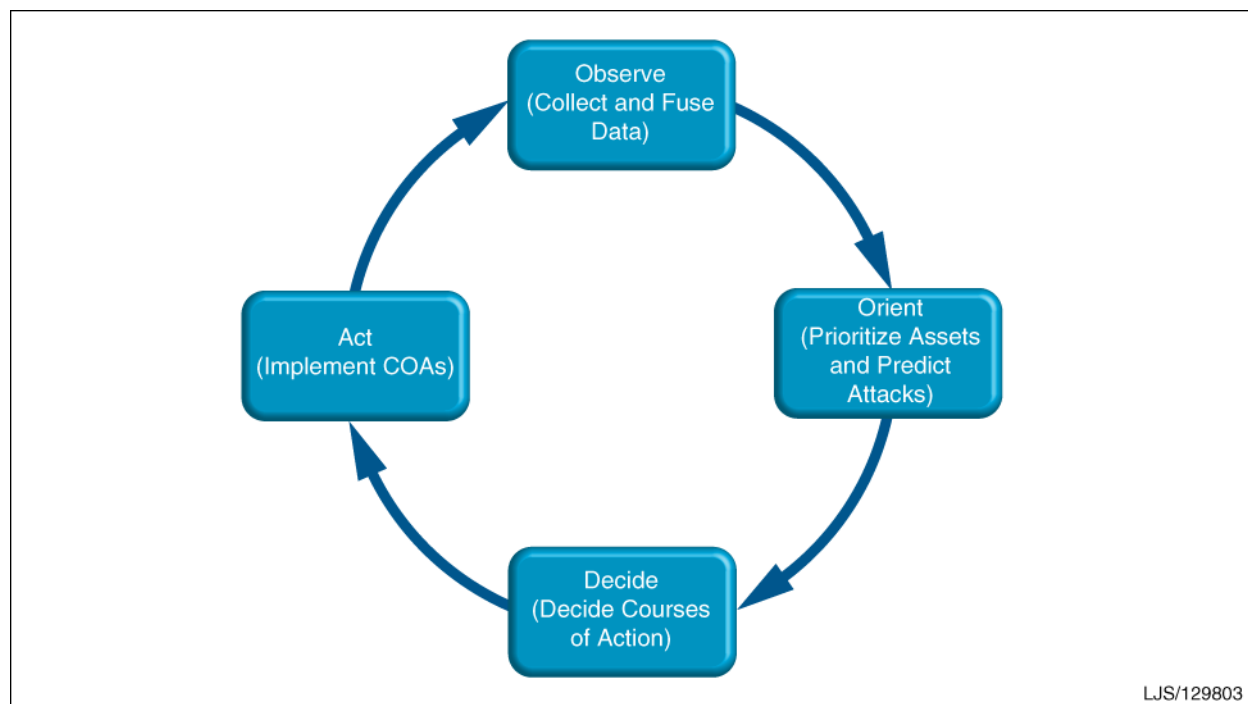 Observe
(Collect and Fuse
Data)
Orient
(Prioritize Assets
and Predict
Attacks)
Act
(Implement COAs)
Decide
(Decide Courses
of Action)
LJS/129803